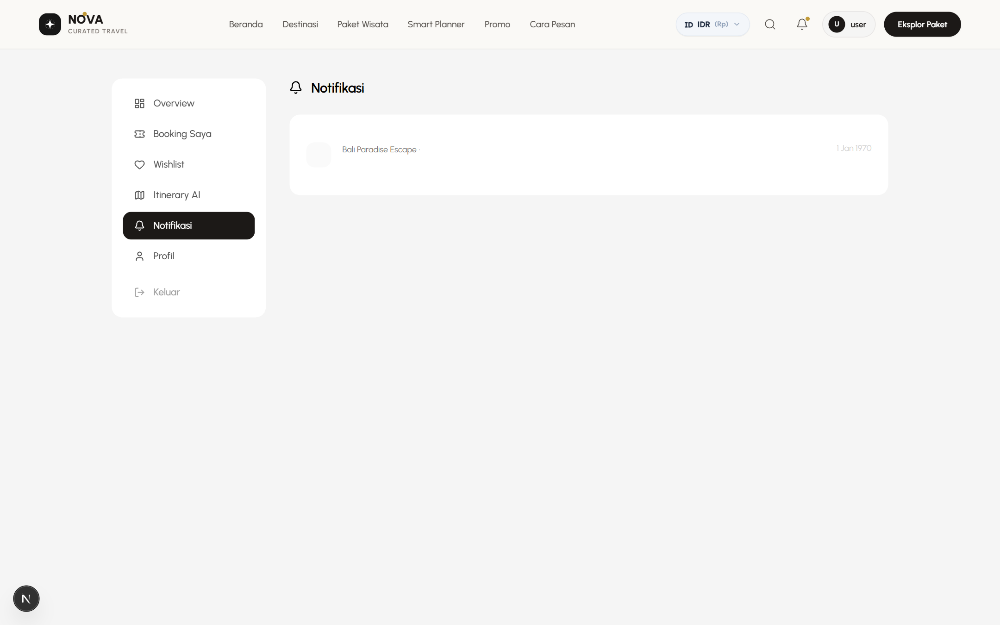 NOVA
CURATED TRAVEL
Beranda
Destinasi
Paket Wisata
Smart Planner
Promo
Cara Pesan
ID IDR (Rp)
U user
Eksplor Paket
Overview
Booking Saya
Wishlist
Itinerary AI
Notifikasi
Profil
Keluar
Notifikasi
Bali Paradise Escape ·
1 Jan 1970
N